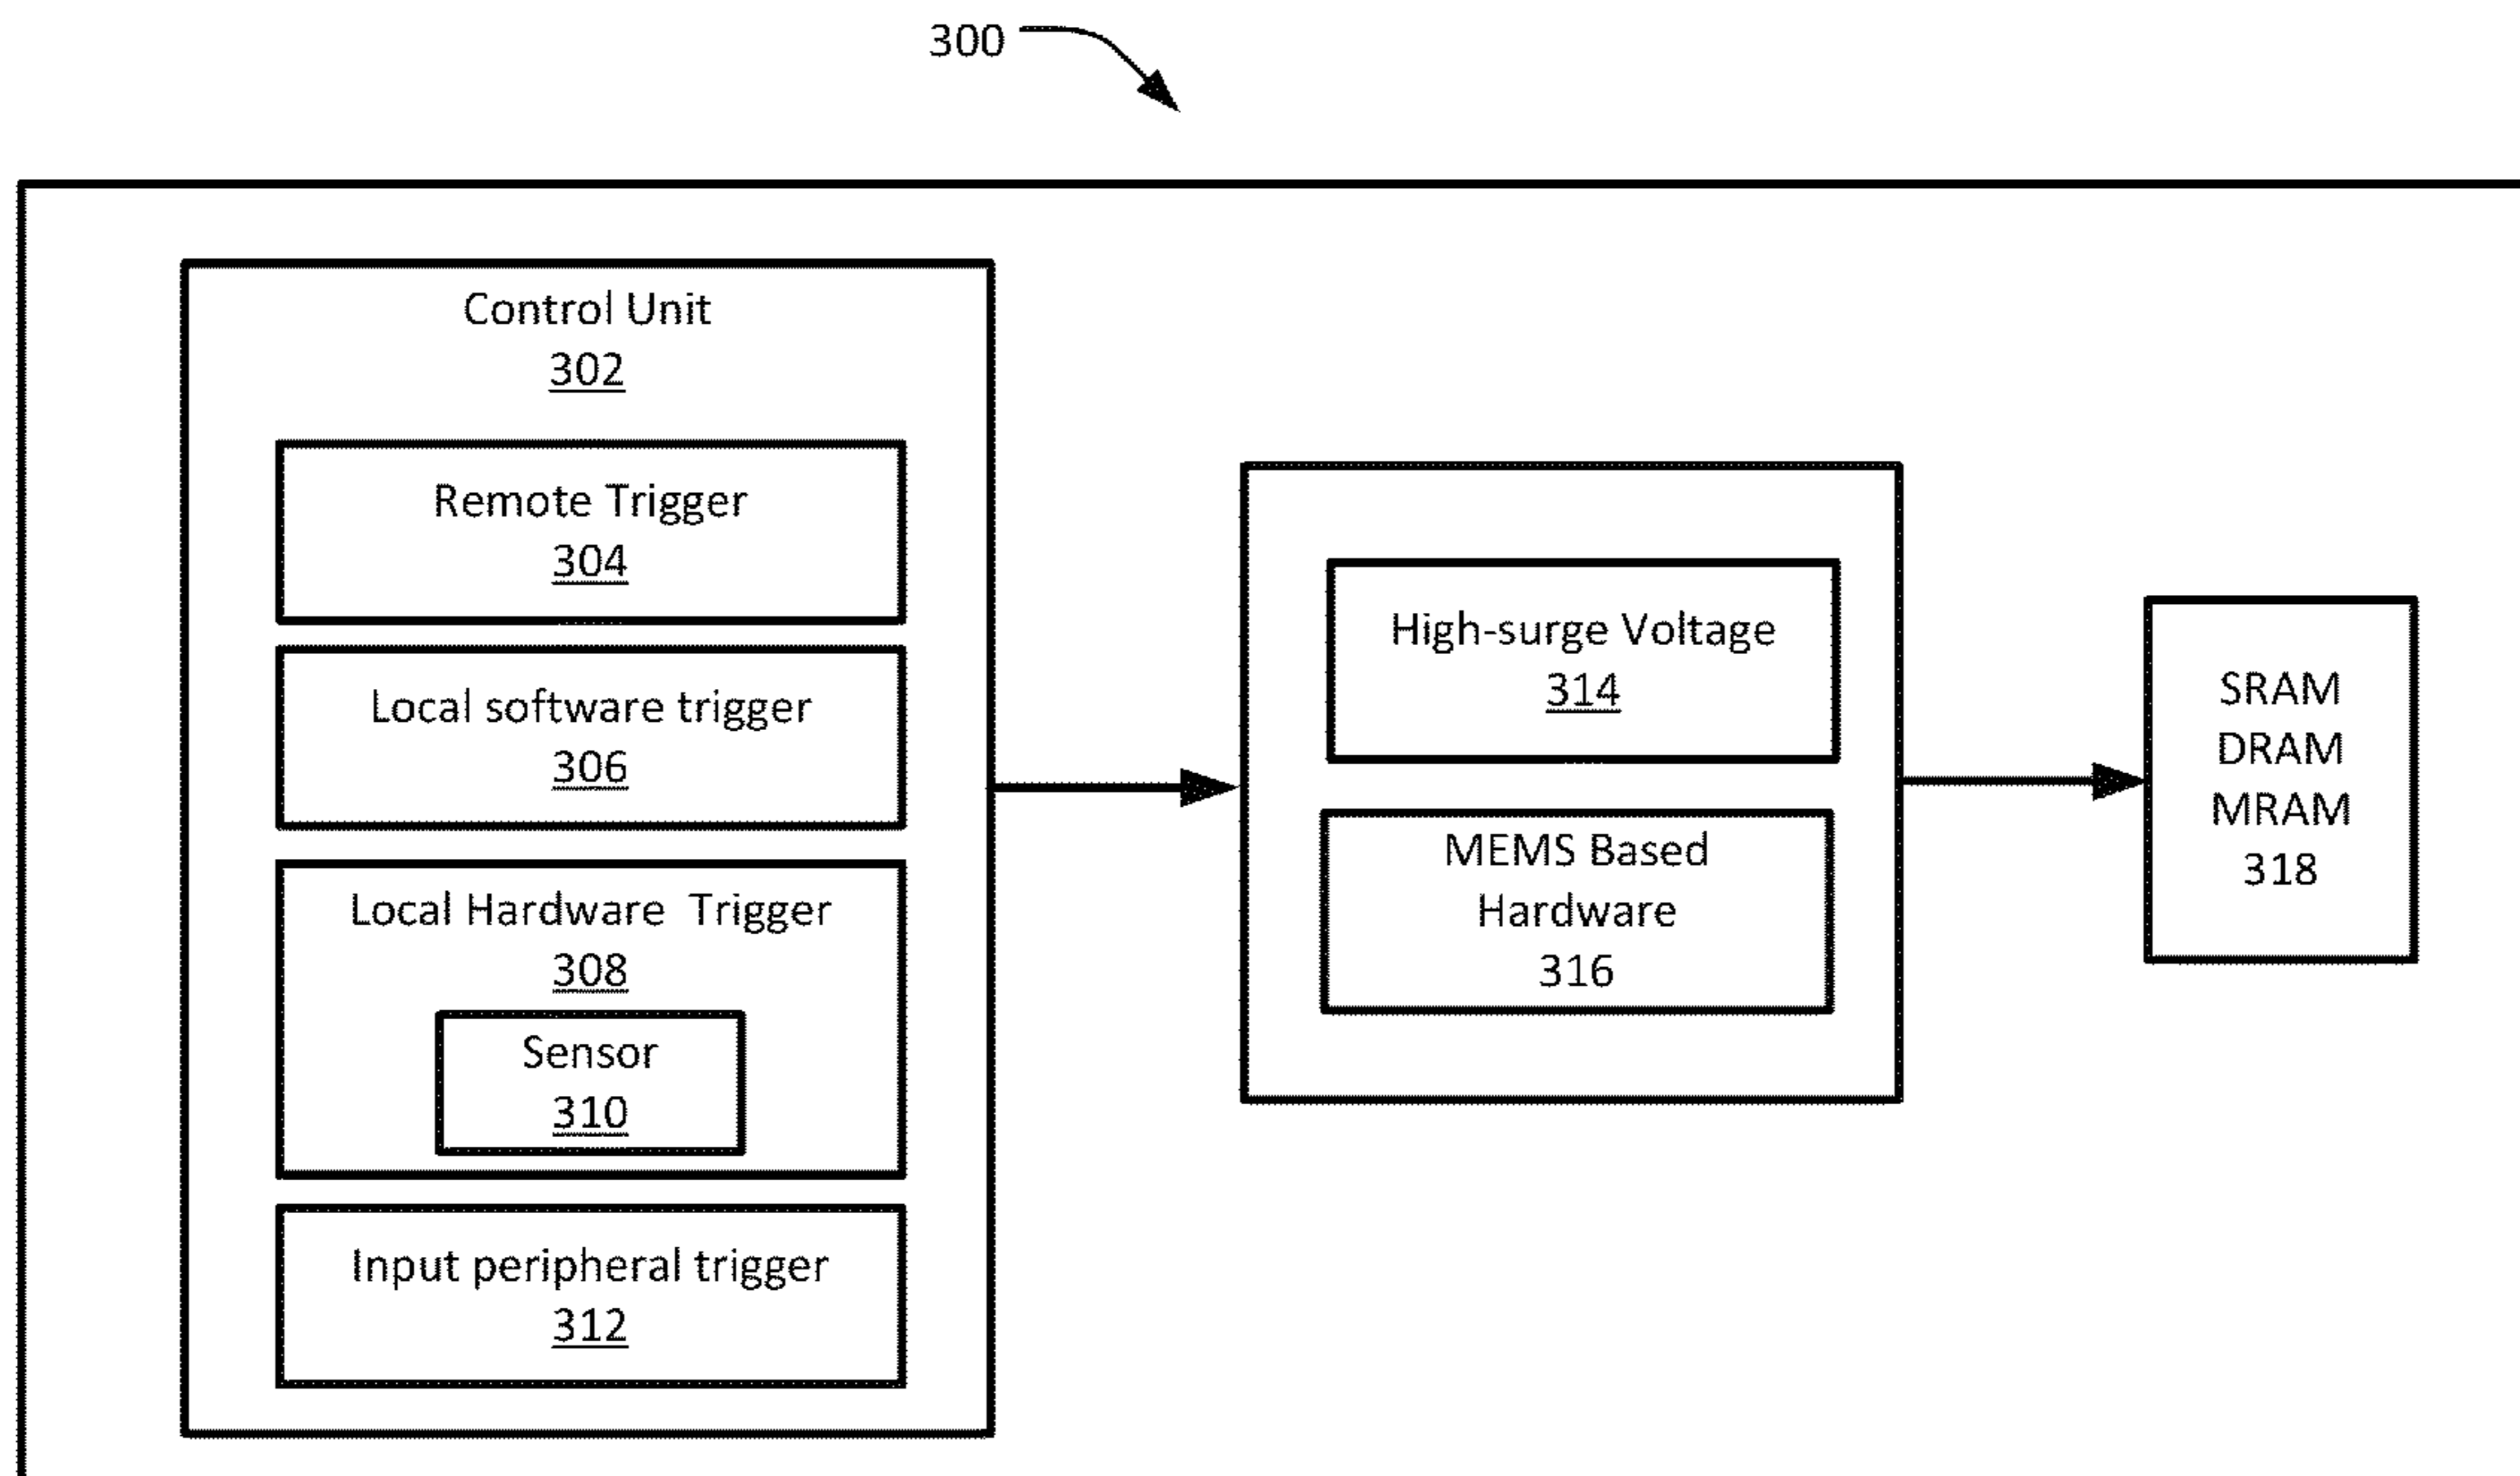 300
Control Unit
302
Remote Trigger
304
Local software trigger
306
Local Hardware Trigger
308
Sensor
310
Input peripheral trigger
312
High-surge Voltage
314
MEMS Based
Hardware
316
SRAM
DRAM
MRAM
318